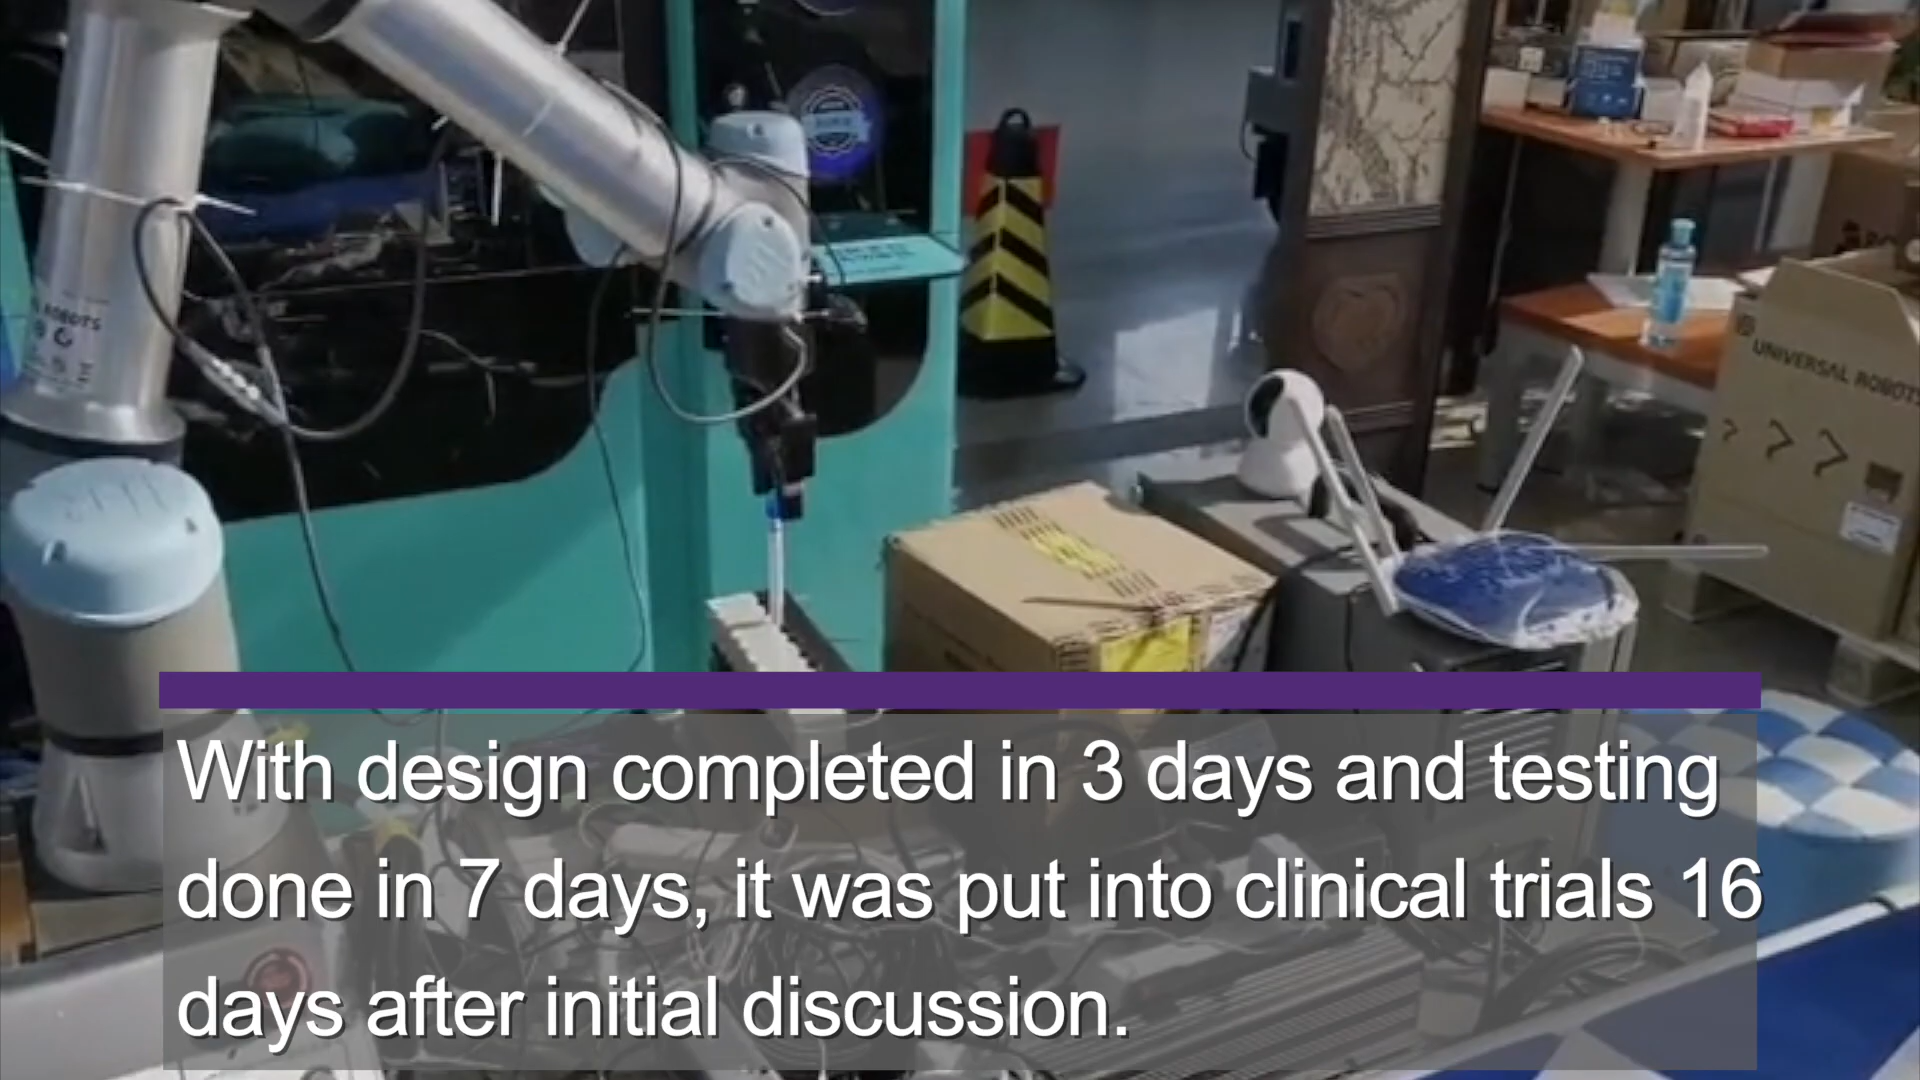 ROBOTS
UNIVERSAL ROBOTS
With design completed in 3 days and testing
done in 7 days, it was put into clinical trials 16
days after initial discussion.